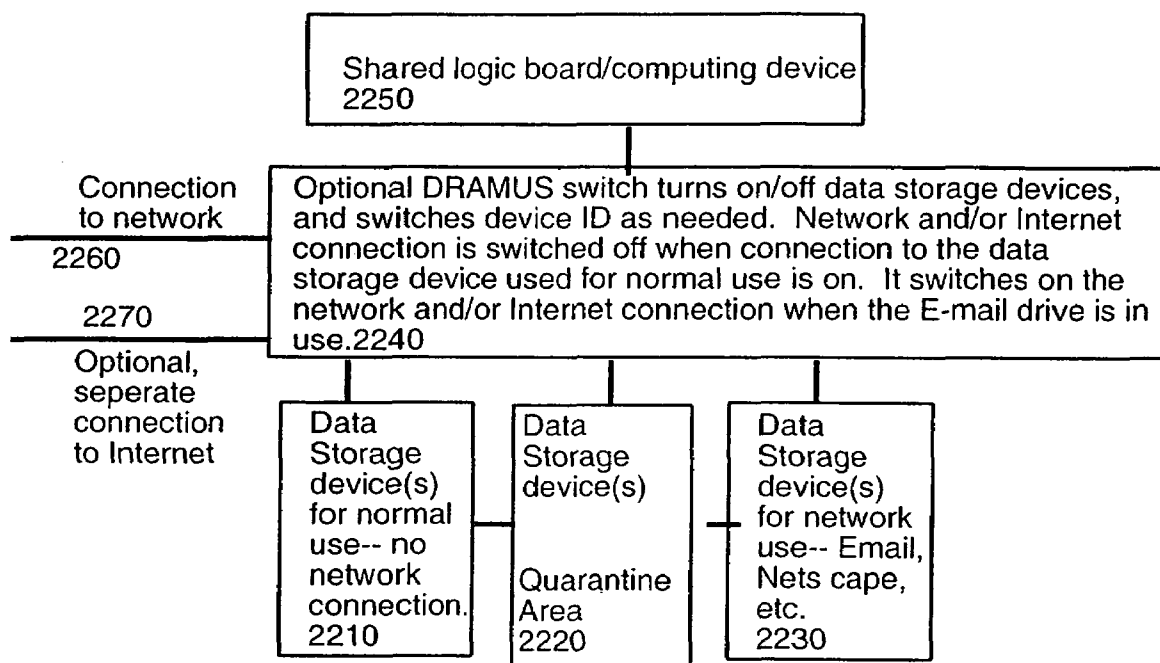 Shared logic board/computing device
2250
Connection
to network
2260
2270
Optional,
seperate
connection
to Internet
Optional DRAMUS switch turns on/off data storage devices,
and switches device ID as needed. Network and/or Internet
connection is switched off when connection to the data
storage device used for normal use is on. It switches on the
network and/or Internet connection when the E-mail drive is in
use.2240
Data
Storage
device(s)
for normal
use-- no
network
connection.
2210
Data
Storage
device(s)
Quarantine
Area
2220
Data
Storage
device(s)
for network
use-- Email,
Nets cape,
etc.
2230